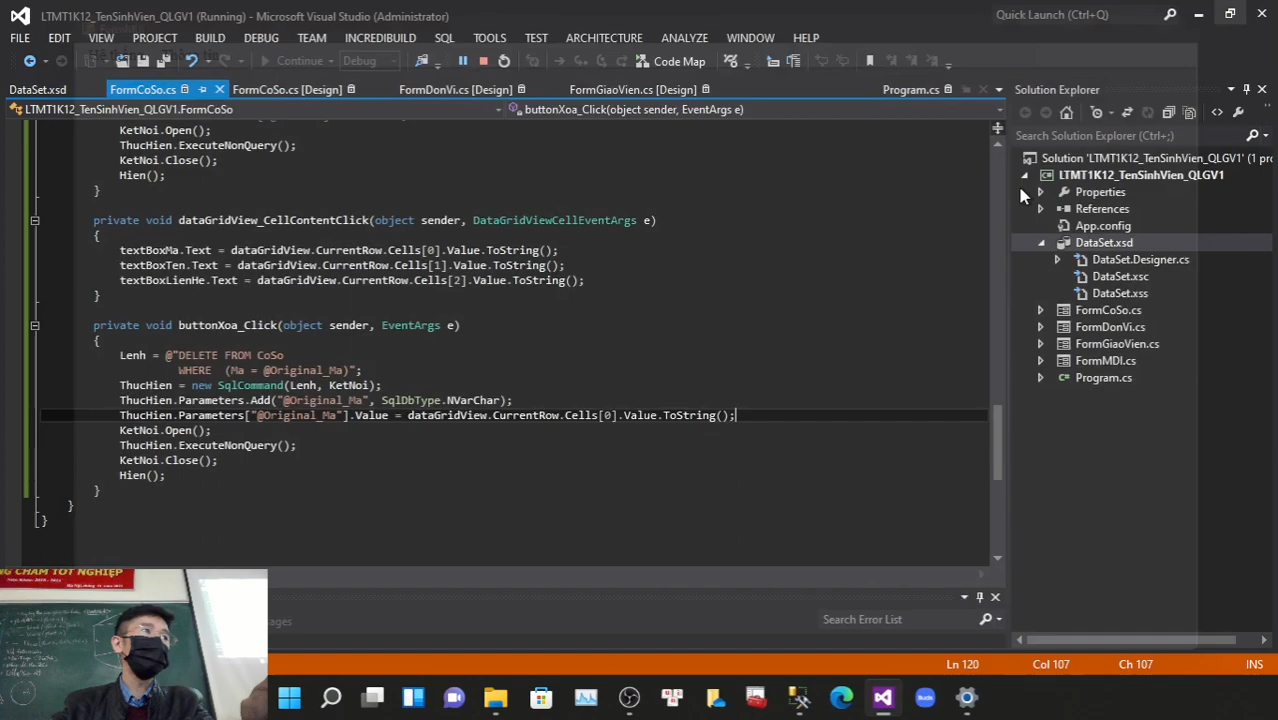 LTMT1K12_TenSinhVien_QLGV1 (Running) - Microsoft Visual Studio (Administrator)
Quick Launch (Ctrl+Q)
FILE EDIT VIEW PROJECT BUILD DEBUG TEAM INCREDIBUILD SQL TOOLS TEST ARCHITECTURE ANALYZE WINDOW HELP
Continue Debug Code Map
DataSet.xsd FormCoSo.cs FormCoSo.cs [Design] FormDonVi.cs [Design] FormGiaoVien.cs [Design] Program.cs
LTMT1K12_TenSinhVien_QLGV1.FormCoSo buttonXoa_Click(object sender, EventArgs e)
KetNoi.Open();
ThucHien.ExecuteNonQuery();
KetNoi.Close();
Hien();
}
private void dataGridView_CellContentClick(object sender, DataGridViewCellEventArgs e)
{
textBoxMa.Text = dataGridView.CurrentRow.Cells[0].Value.ToString();
textBoxTen.Text = dataGridView.CurrentRow.Cells[1].Value.ToString();
textBoxLienHe.Text = dataGridView.CurrentRow.Cells[2].Value.ToString();
}
private void buttonXoa_Click(object sender, EventArgs e)
{
Lenh = @"DELETE FROM CoSo
WHERE  (Ma = @Original_Ma)";
ThucHien = new SqlCommand(Lenh, KetNoi);
ThucHien.Parameters.Add("@Original_Ma", SqlDbType.NVarChar);
ThucHien.Parameters["@Original_Ma"].Value = dataGridView.CurrentRow.Cells[0].Value.ToString();
KetNoi.Open();
ThucHien.ExecuteNonQuery();
KetNoi.Close();
Hien();
}
}
}
Solution Explorer
Search Solution Explorer (Ctrl+;)
Solution 'LTMT1K12_TenSinhVien_QLGV1' (1 pro
LTMT1K12_TenSinhVien_QLGV1
Properties
References
App.config
DataSet.xsd
DataSet.Designer.cs
DataSet.xsc
DataSet.xss
FormCoSo.cs
FormDonVi.cs
FormGiaoVien.cs
FormMDI.cs
Program.cs
Search Error List
NG CHẤM TỐT NGHIỆP
Ln 120 Col 107 Ch 107 INS